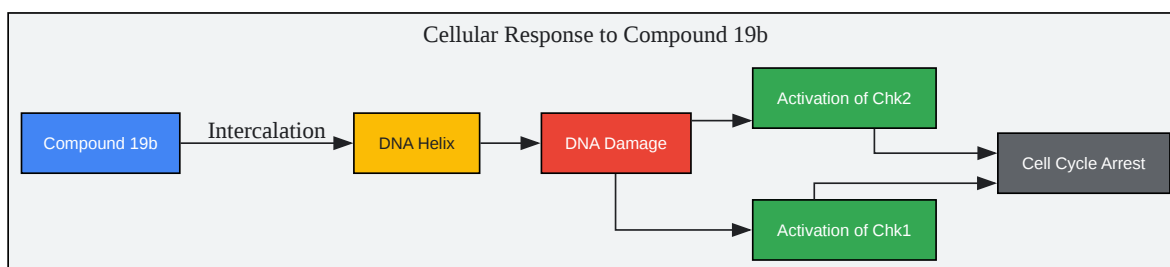 Cellular Response to Compound 19b
Compound 19b
Intercalation
DNA Helix
DNA Damage
Activation of Chk2
Activation of Chk1
Cell Cycle Arrest